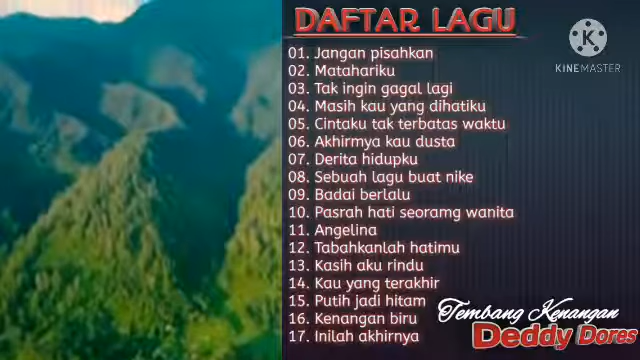 DAFTAR LAGU
KINEMASTER
01. Jangan pisahkan
02. Matahariku
03. Tak ingin gagal lagi
04. Masih kau yang dihatiku
05. Cintaku tak terbatas waktu
06. Akhirmya kau dusta
07. Derita hidupku
08. Sebuah lagu buat nike
09. Badai berlalu
10. Pasrah hati seoramg wanita
11. Angelina
12. Tabahkanlah hatimu
13. Kasih aku rindu
14. Kau yang terakhir
15. Putih jadi hitam
16. Kenangan biru
17. Inilah akhirnya
Tembang Kenangan
Deddy Dores